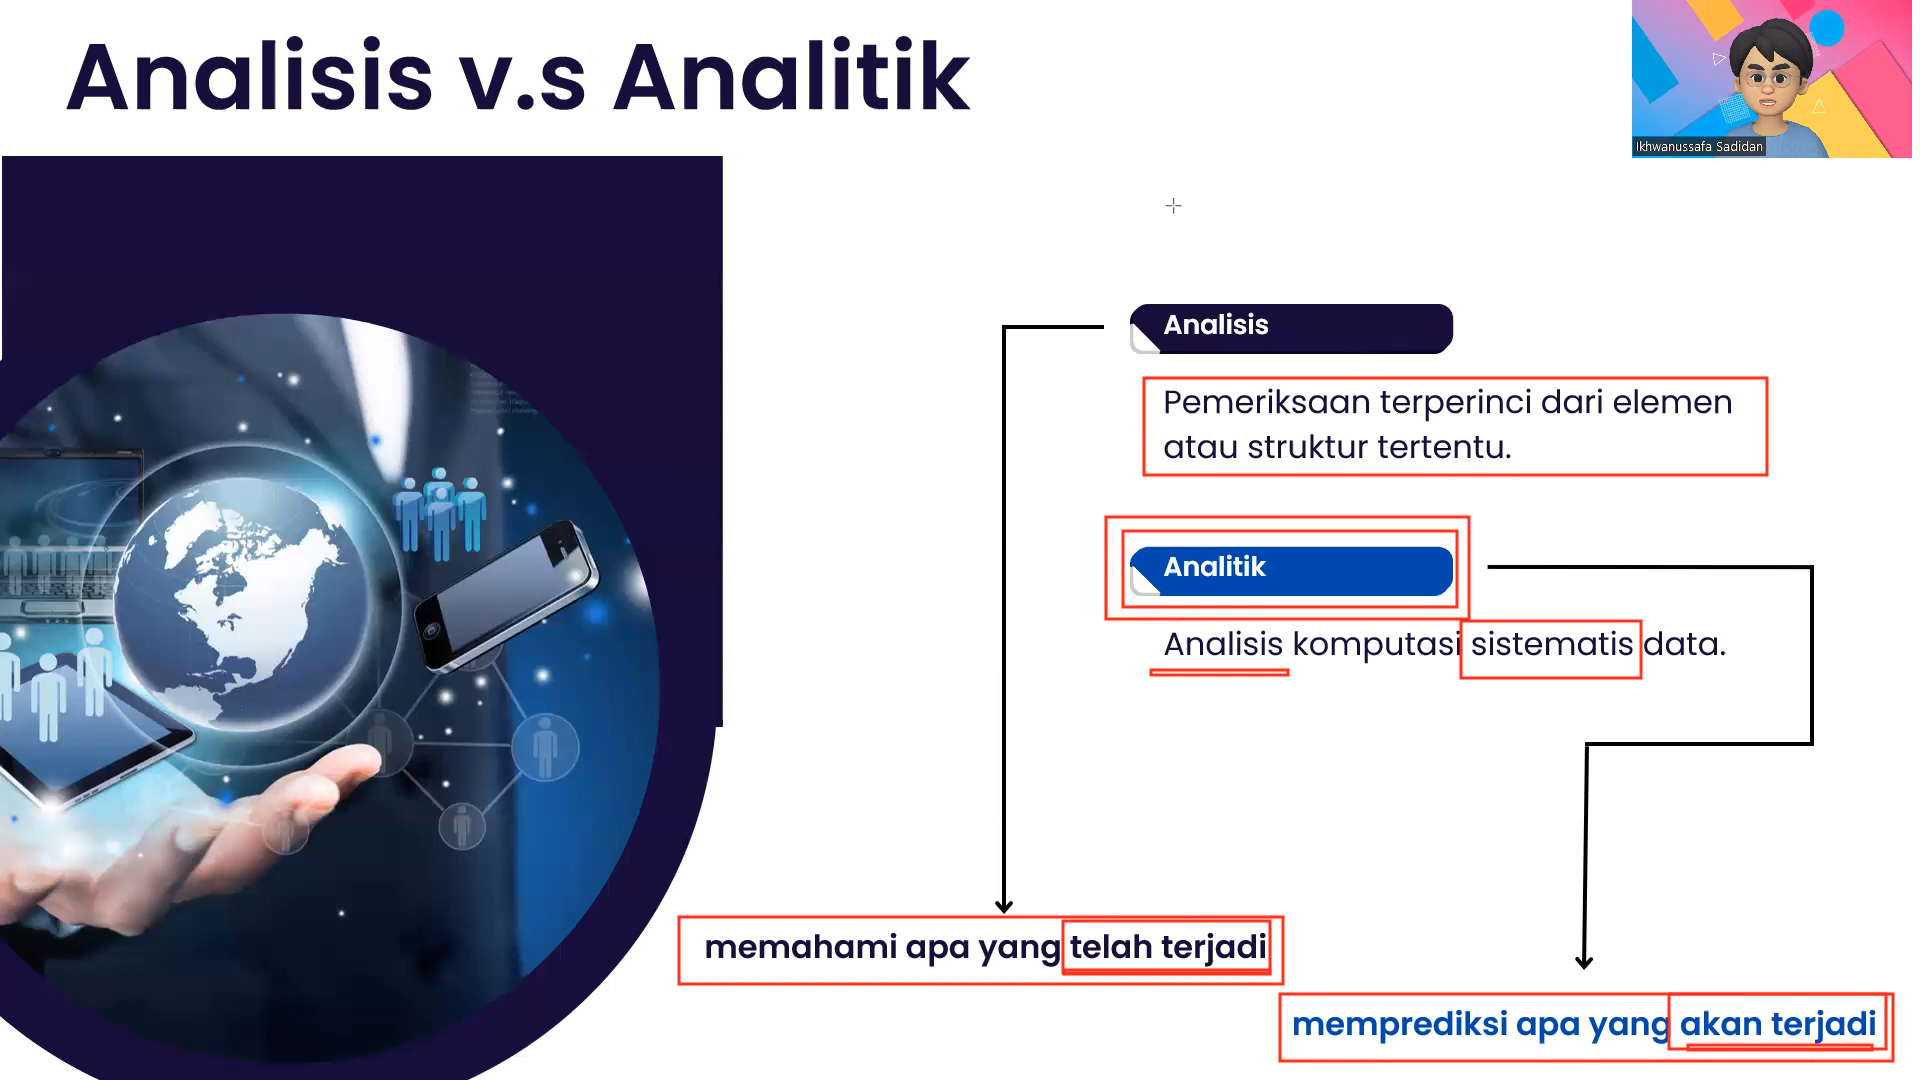 Analisis v.s Analitik
Ikhwanussafa Sadidan
Analisis
Pemeriksaan terperinci dari elemen
atau struktur tertentu.
Analitik
Analisis komputasi sistematis data.
memahami apa yang telah terjadi
memprediksi apa yang akan terjadi